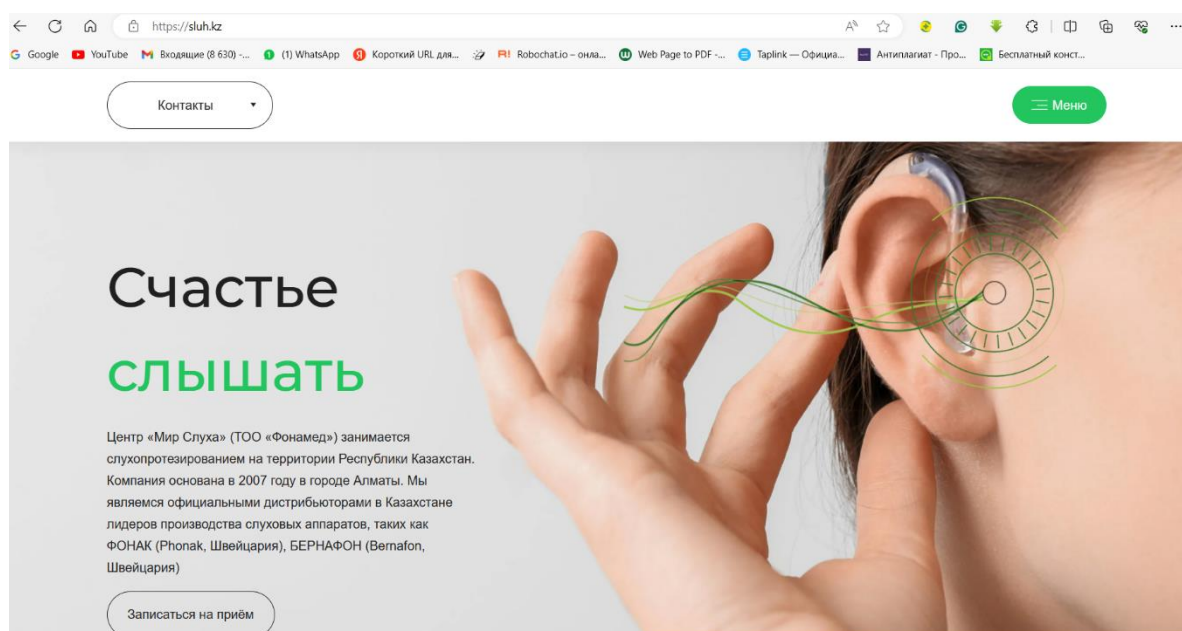 https://sluh.kz
Google YouTube Входящие (8 630) -... (1) WhatsApp Короткий URL для... Robochat.io – онла... Web Page to PDF -... Taplink — Официа... Антиплагиат - Про... Бесплатный конст...
Контакты
Меню
Счастье
слышать
Центр «Мир Слуха» (ТОО «Фонамед») занимается
слухопротезированием на территории Республики Казахстан.
Компания основана в 2007 году в городе Алматы. Мы
являемся официальными дистрибьюторами в Казахстане
лидеров производства слуховых аппаратов, таких как
ФОНАК (Phonak, Швейцария), БЕРНАФОН (Bernafon,
Швейцария)
Записаться на приём